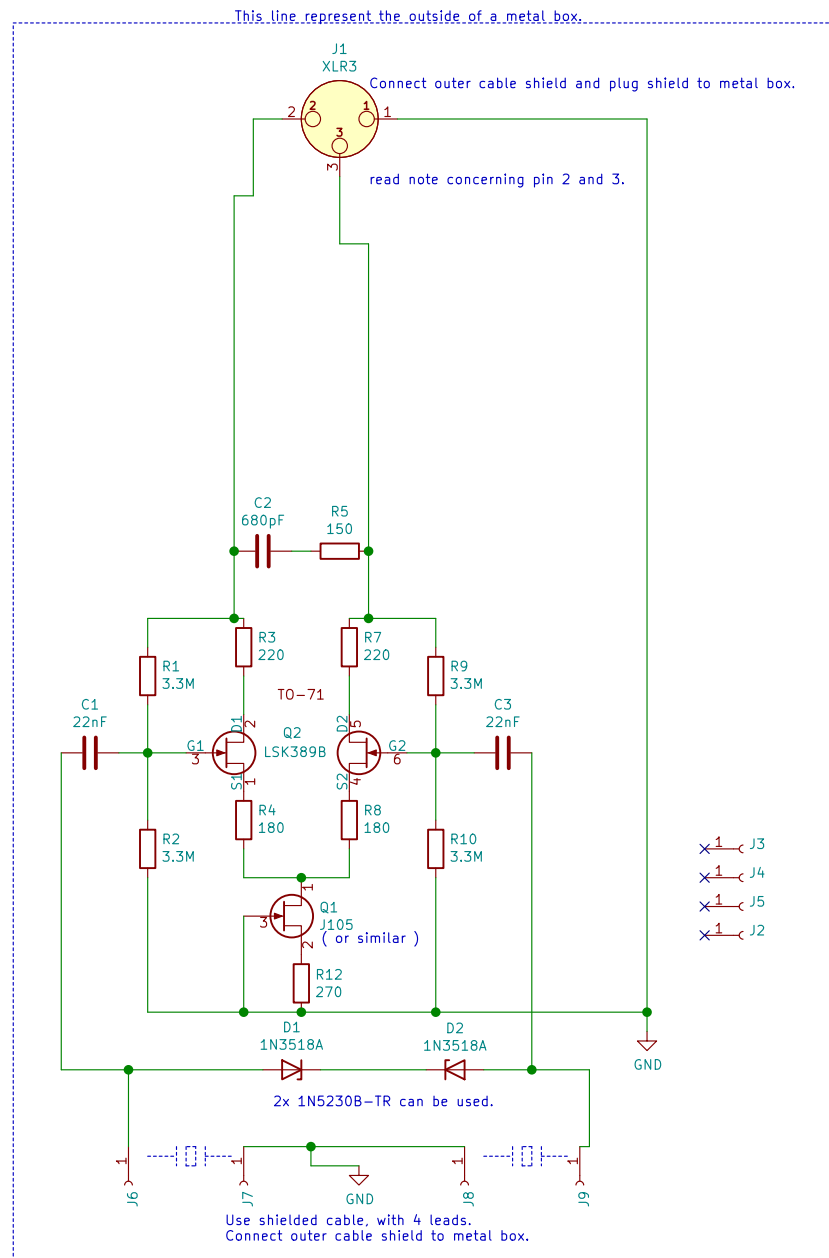 This line represent the outside of a metal box.
J1
XLR3
Connect outer cable shield and plug shield to metal box.
2
2
1
1
3
3
read note concerning pin 2 and 3.
C2
680pF
R5
150
R1
3.3M
R3
220
R7
220
R9
3.3M
TO-71
C1
22nF
C3
22nF
D1
2
D2
5
Q2
LSK389B
G1
3
G2
6
S1
1
S2
4
R2
3.3M
R4
180
R8
180
R10
3.3M
1
J3
1
J4
1
J5
1
J2
1
Q1
J105
3
2
( or similar )
R12
270
D1
1N3518A
D2
1N3518A
GND
2x 1N5230B-TR can be used.
1
1
1
1
J6
J7
GND
J8
J9
Use shielded cable, with 4 leads.
Connect outer cable shield to metal box.